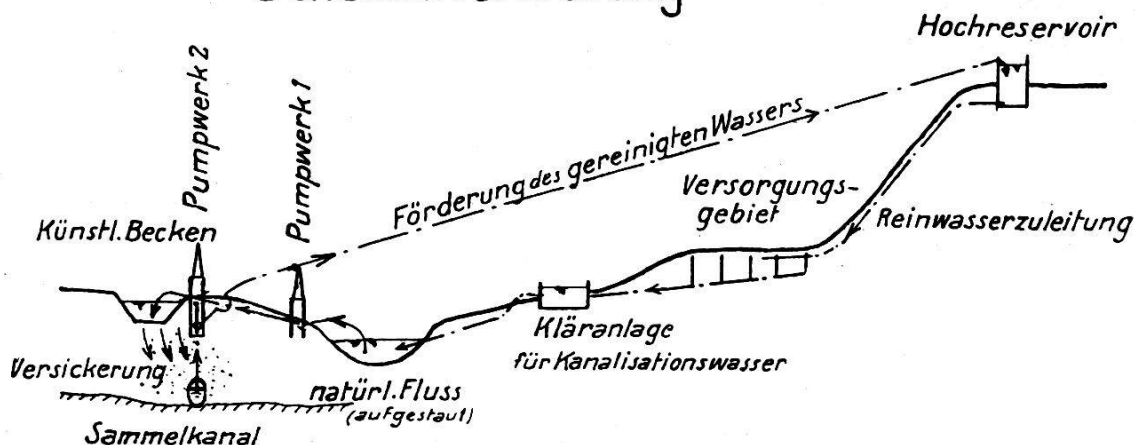 Hochreservoir
Pumpwerk 2
Pumpwerk 1
Förderung des gereinigten Wassers
Versorgungs-
gebiet
Reinwasserzuleitung
Künstl. Becken
Kläranlage
für Kanalisationswasser
Versickerung
natürl. Fluss
(aufgestaut)
Sammelkanal